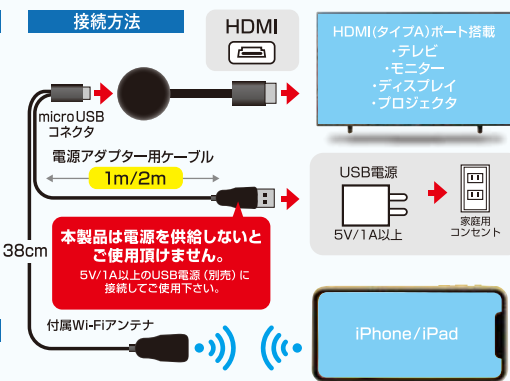 接続方法
HDMI
HDMI(タイプA)ポート搭載
・テレビ
・モニター
・ディスプレイ
・プロジェクタ
microUSB
コネクタ
電源アダプター用ケーブル
1m/2m
USB電源
5V/1A以上
家庭用
コンセント
本製品は電源を供給しないと
ご使用頂けません。
5V/1A以上のUSB電源(別売)に
接続してご使用下さい。
38cm
付属Wi-Fiアンテナ
iPhone/iPad